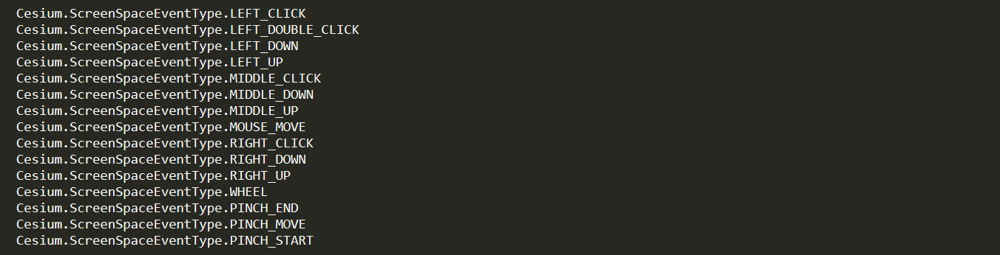 Cesium.ScreenSpaceEventType.LEFT_CLICK
Cesium.ScreenSpaceEventType.LEFT_DOUBLE_CLICK
Cesium.ScreenSpaceEventType.LEFT_DOWN
Cesium.ScreenSpaceEventType.LEFT_UP
Cesium.ScreenSpaceEventType.MIDDLE_CLICK
Cesium.ScreenSpaceEventType.MIDDLE_DOWN
Cesium.ScreenSpaceEventType.MIDDLE_UP
Cesium.ScreenSpaceEventType.MOUSE_MOVE
Cesium.ScreenSpaceEventType.RIGHT_CLICK
Cesium.ScreenSpaceEventType.RIGHT_DOWN
Cesium.ScreenSpaceEventType.RIGHT_UP
Cesium.ScreenSpaceEventType.WHEEL
Cesium.ScreenSpaceEventType.PINCH_END
Cesium.ScreenSpaceEventType.PINCH_MOVE
Cesium.ScreenSpaceEventType.PINCH_START